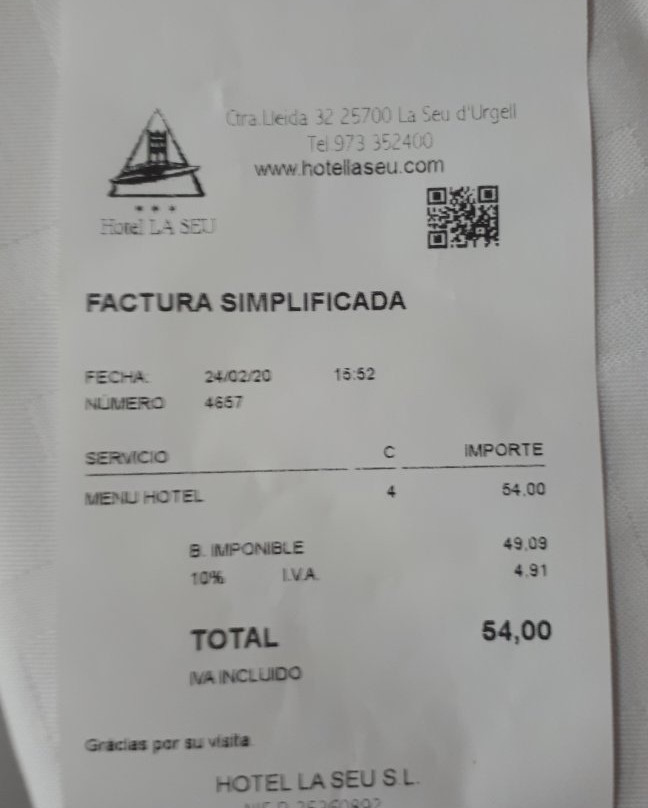 Ctra.Lleida 32 25700 La Seu d'Urgell
Tel 973 352400
www.hotellaseu.com
Hotel LA SEU
FACTURA SIMPLIFICADA
FECHA: 24/02/20 15:52
NÚMERO 4657
SERVICIO C IMPORTE
MENU HOTEL 4 54.00
B. IMPONIBLE 49.09
10% I.V.A. 4.91
TOTAL 54,00
IVA INCLUIDO
Gràcias por su visita
HOTEL LA SEU S.L.